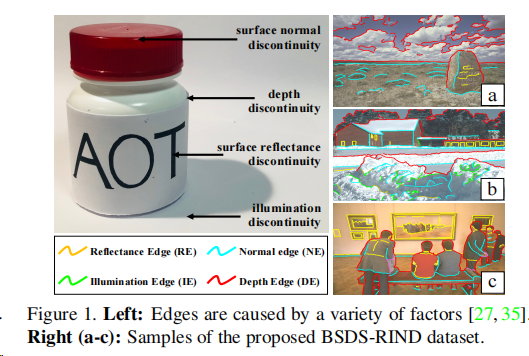 surface normal
discontinuity
depth
discontinuity
surface reflectance
discontinuity
illumination
discontinuity
AOT
Reflectance Edge (RE)
Normal edge (NE)
Illumination Edge (IE)
Depth Edge (DE)
a
b
c
. Figure 1. Left: Edges are caused by a variety of factors [27, 35].
Right (a-c): Samples of the proposed BSDS-RIND dataset.